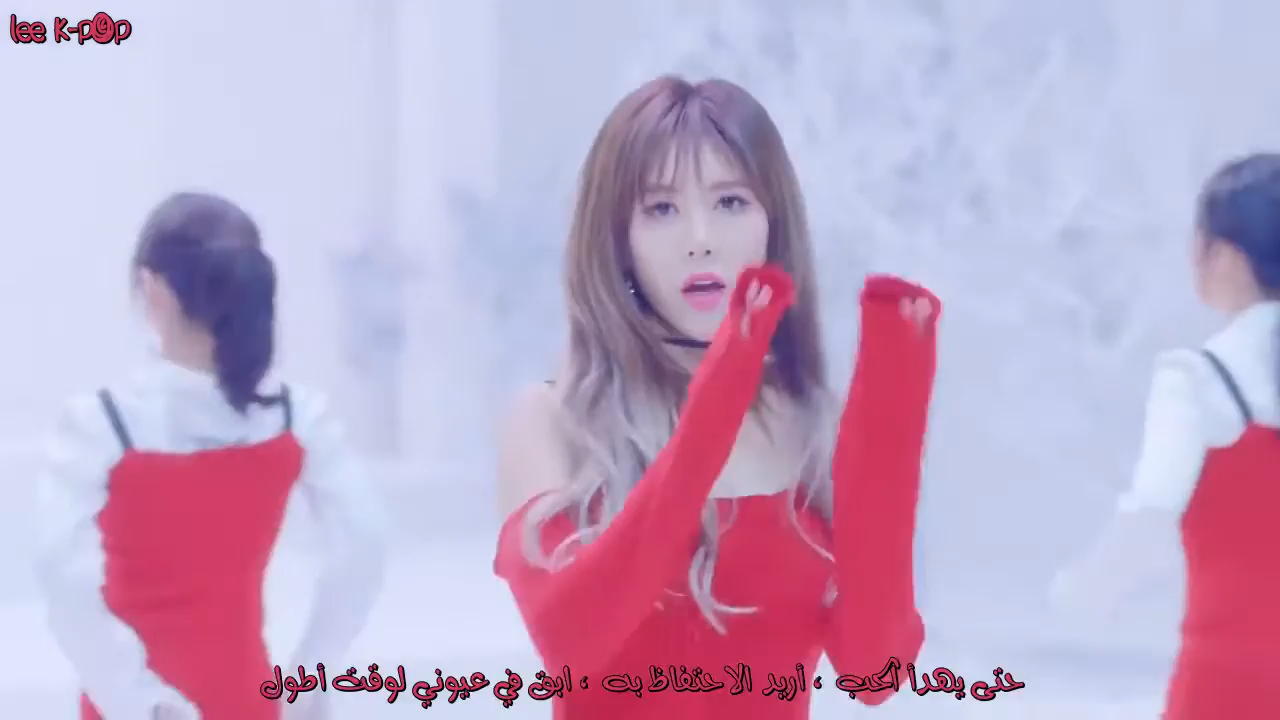 lee K-pop
حتى يهدأ الحب ، أريد الاحتفاظ به ، ابق في عيوني لوقت أطول